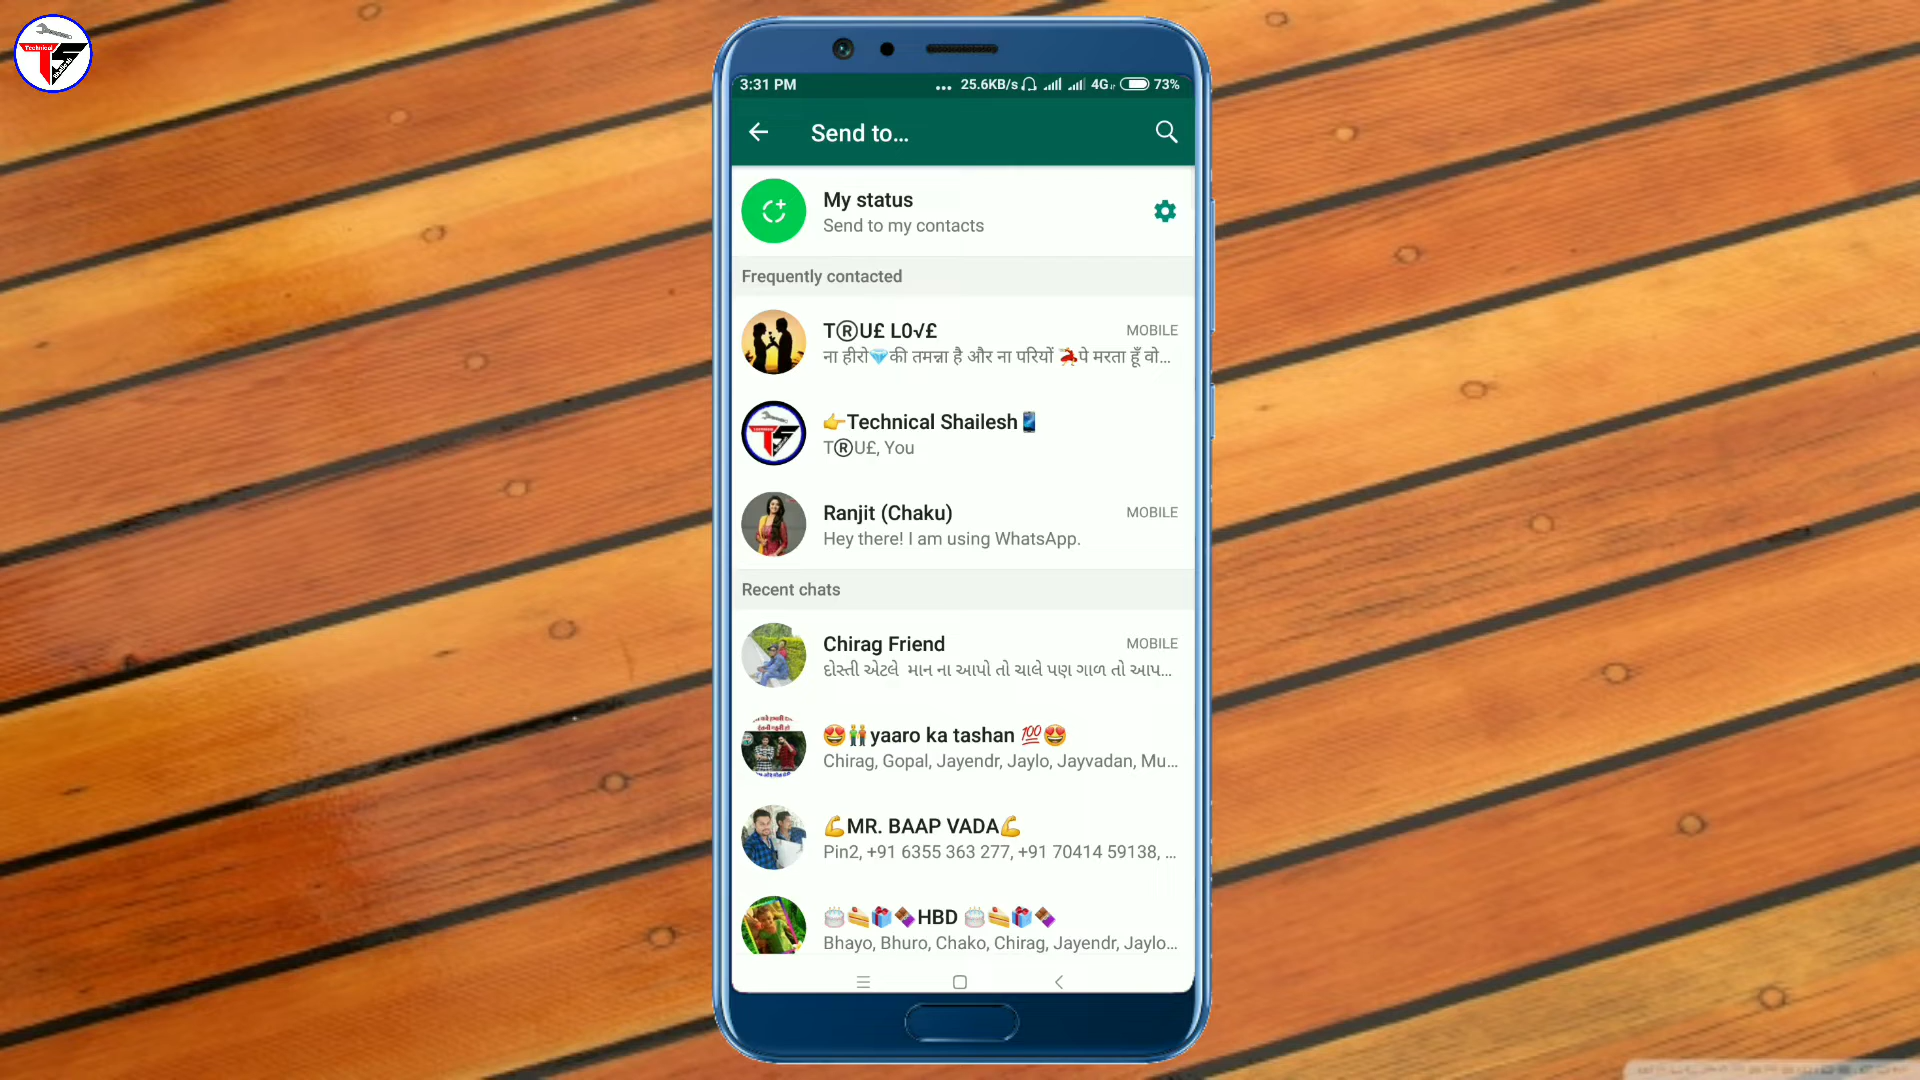 Technical
Shailesh
3:31 PM
... 25.6KB/s 4G 73%
Send to...
My status
Send to my contacts
Frequently contacted
T®U£ L0√£
MOBILE
ना हीरो💎की तमन्ना है और ना परियों 💃पे मरता हूँ वो...
👉Technical Shailesh📱
T®U£, You
Ranjit (Chaku)
MOBILE
Hey there! I am using WhatsApp.
Recent chats
Chirag Friend
MOBILE
દોસ્તી એટલે માન ના આપો તો ચાલે પણ ગાળ તો આપ...
😍👬yaaro ka tashan 💯😍
Chirag, Gopal, Jayendr, Jaylo, Jayvadan, Mu...
💪MR. BAAP VADA💪
Pin2, +91 6355 363 277, +91 70414 59138, ...
🎂🍰🎁🍫HBD 🎂🍰🎁🍫
Bhayo, Bhuro, Chako, Chirag, Jayendr, Jaylo...